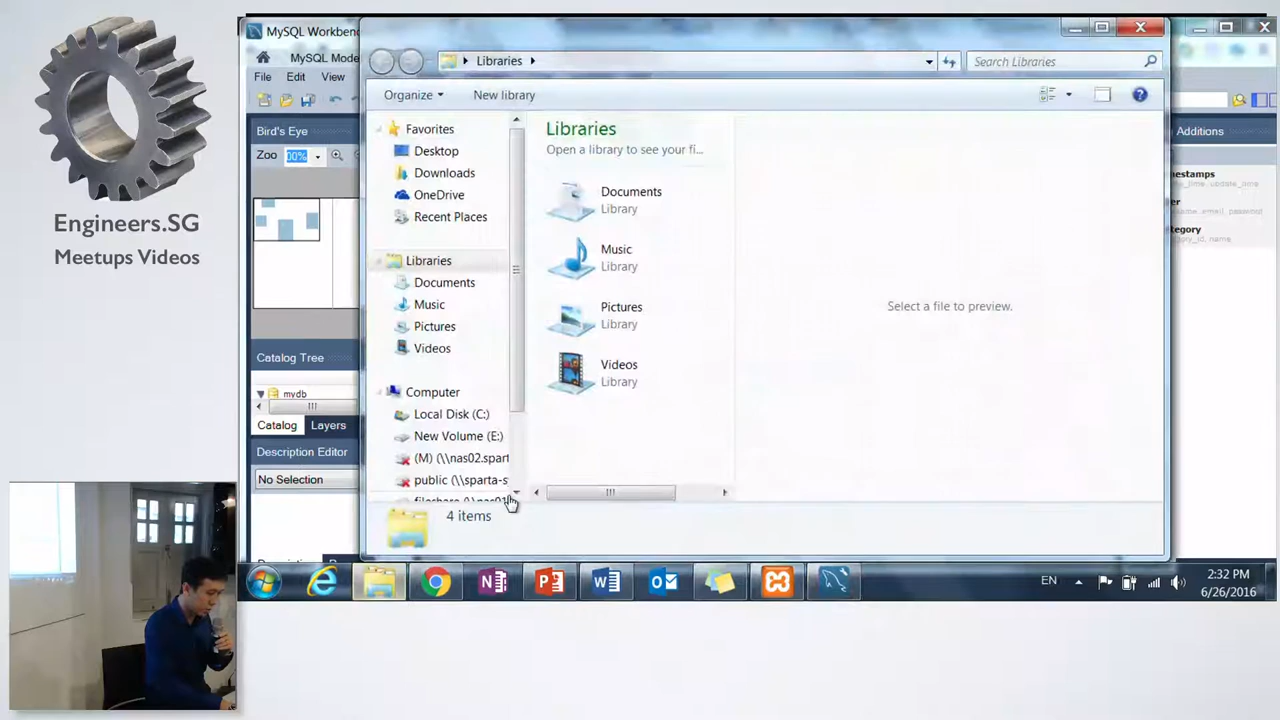 Engineers.SG
Meetups Videos
MySQL Workben
MySQL Mode
File Edit View
Bird's Eye
Zoo 00%
Catalog Tree
mydb
Catalog Layers
Description Editor
No Selection
Libraries
Search Libraries
Organize New library
Favorites
Desktop
Downloads
OneDrive
Recent Places
Libraries
Documents
Music
Pictures
Videos
Computer
Local Disk (C:)
New Volume (E:)
(M) (\\nas02.spart
public (\\sparta-s
Libraries
Open a library to see your fi...
Documents
Library
Music
Library
Pictures
Library
Videos
Library
Select a file to preview.
4 items
Additions
mestamps
EN
2:32 PM
6/26/2016